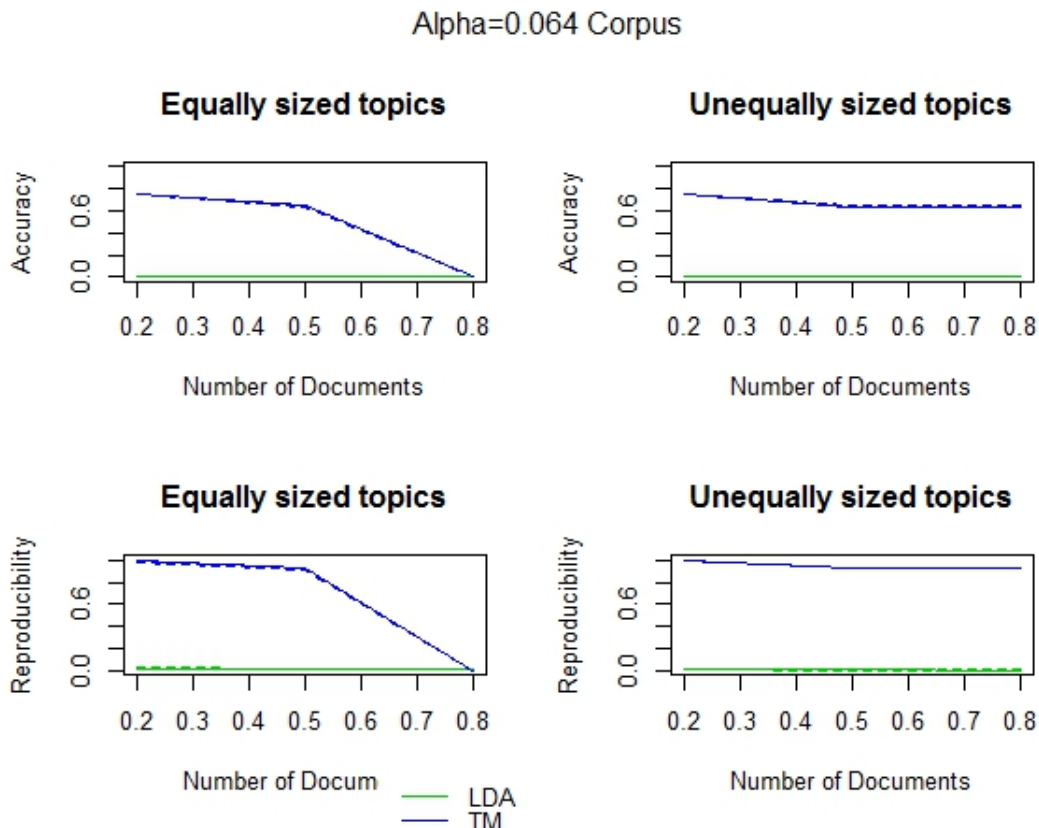 Alpha=0.064 Corpus
Equally sized topics
Accuracy
0.0 0.6
0.2 0.3 0.4 0.5 0.6 0.7 0.8
Number of Documents
Unequally sized topics
Accuracy
0.0 0.6
0.2 0.3 0.4 0.5 0.6 0.7 0.8
Number of Documents
Equally sized topics
Reproducibility
0.0 0.6
0.2 0.3 0.4 0.5 0.6 0.7 0.8
Number of Docum
Unequally sized topics
Reproducibility
0.0 0.6
0.2 0.3 0.4 0.5 0.6 0.7 0.8
Number of Documents
LDA
TM